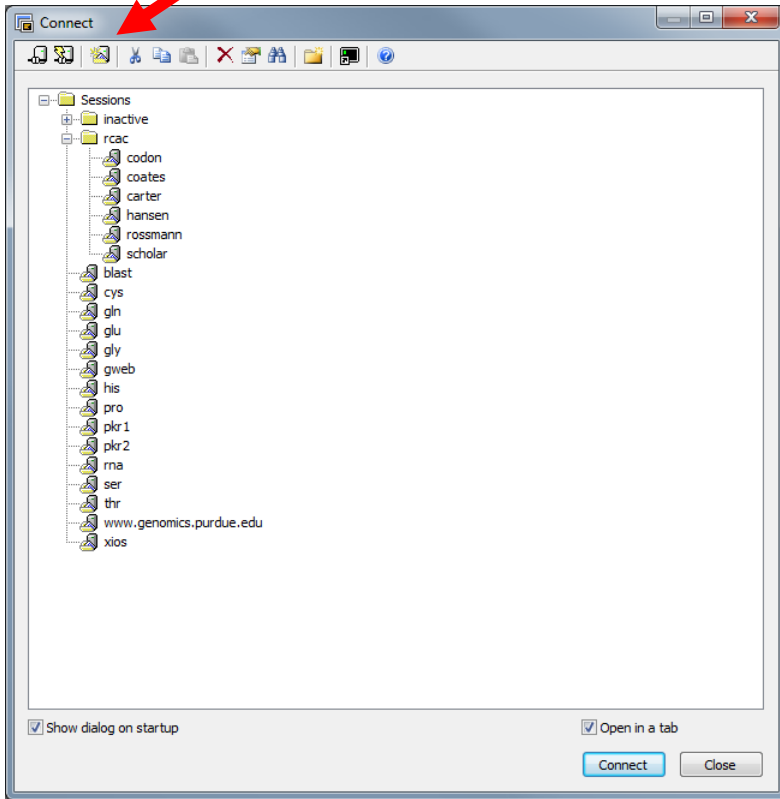 Connect
Sessions
inactive
rcac
codon
coates
carter
hansen
rossmann
scholar
blast
cys
gln
glu
gly
gweb
his
pro
pkr1
pkr2
rna
ser
thr
www.genomics.purdue.edu
xios
Show dialog on startup
Open in a tab
Connect
Close